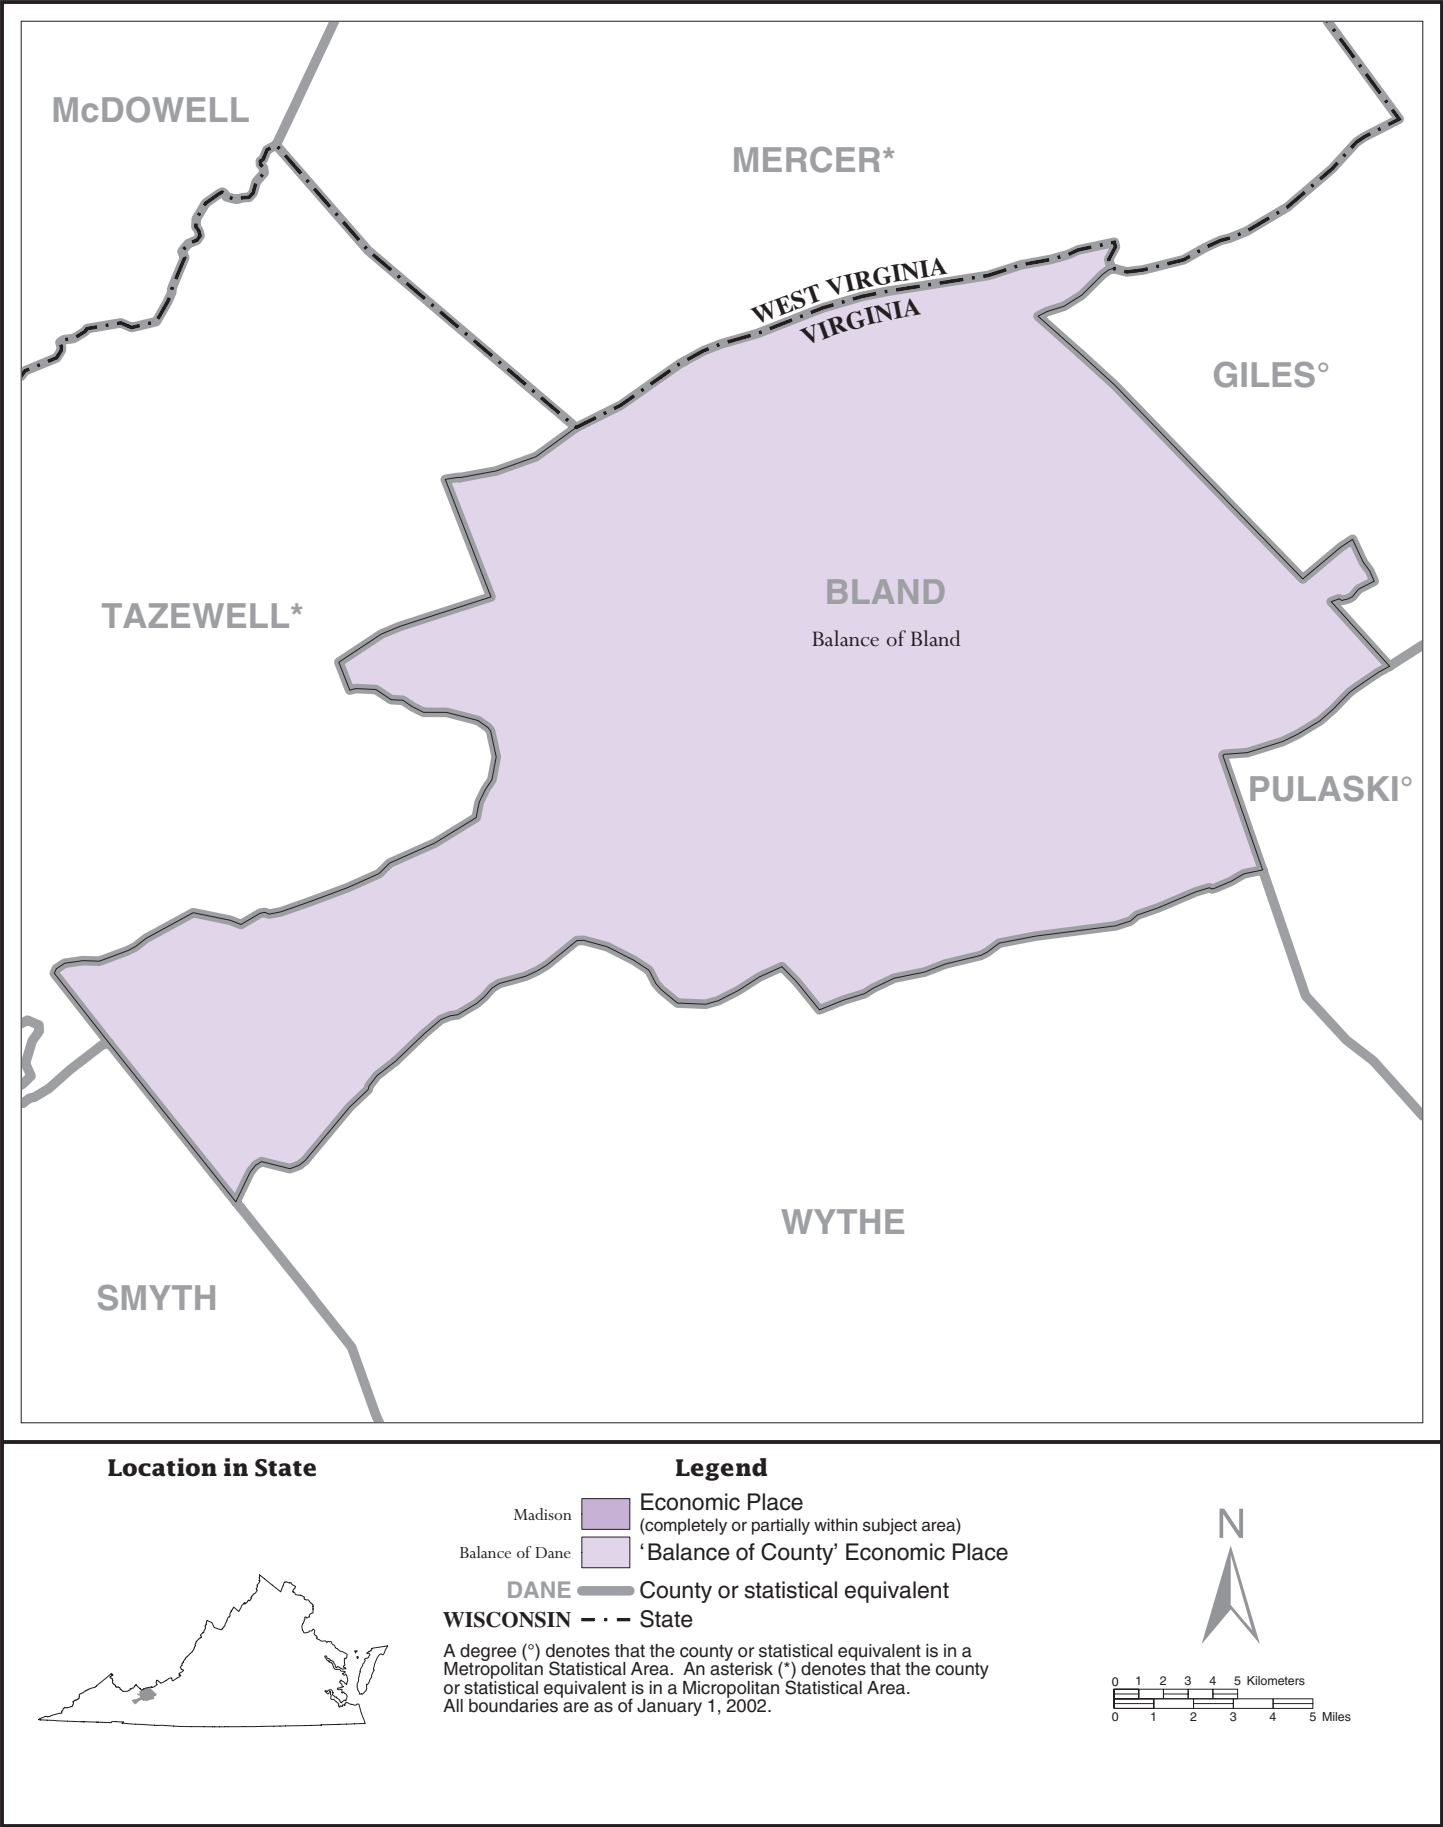 McDOWELL
MERCER*
WEST VIRGINIA
VIRGINIA
GILES°
BLAND
TAZEWELL*
Balance of Bland
PULASKI°
WYTHE
SMYTH
Location in State
Legend
Madison
Economic Place
(completely or partially within subject area)
Balance of Dane
‘Balance of County’ Economic Place
DANE
County or statistical equivalent
WISCONSIN
State
A degree (°) denotes that the county or statistical equivalent is in a
Metropolitan Statistical Area.  An asterisk (*) denotes that the county
or statistical equivalent is in a Micropolitan Statistical Area.
All boundaries are as of January 1, 2002.
N
0 1 2 3 4 5 Kilometers
0 1 2 3 4 5 Miles